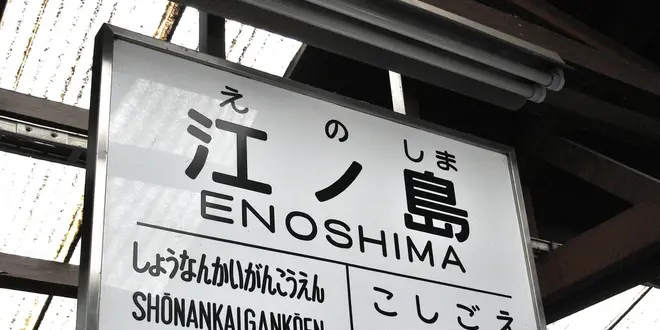 えのしま
江ノ島
ENOSHIMA
しょうなんかいがんこうえん
こしごえ
SHŌNANKAIGANKŌEN